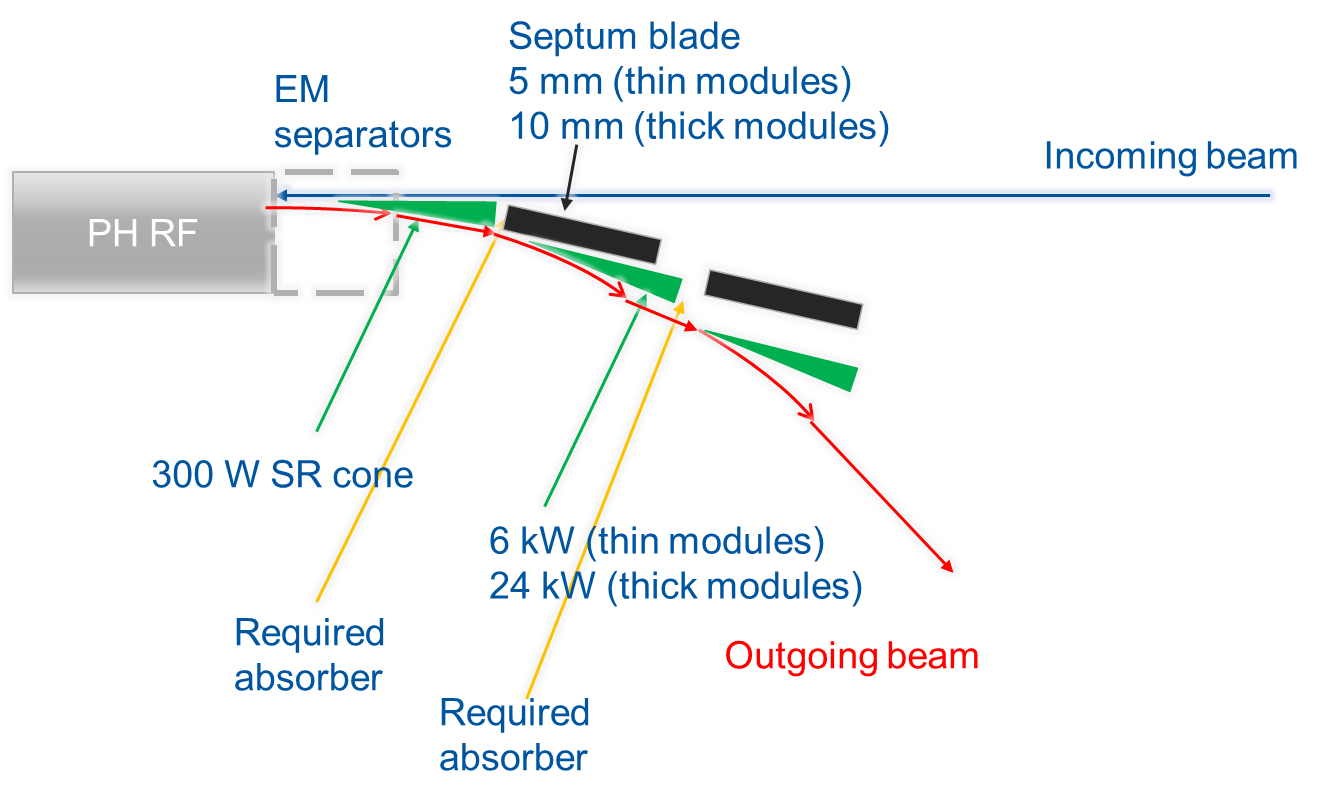 Septum blade
5 mm (thin modules)
10 mm (thick modules)
EM
separators
Incoming beam
PH RF
300 W SR cone
6 kW (thin modules)
24 kW (thick modules)
Required
absorber
Outgoing beam
Required
absorber